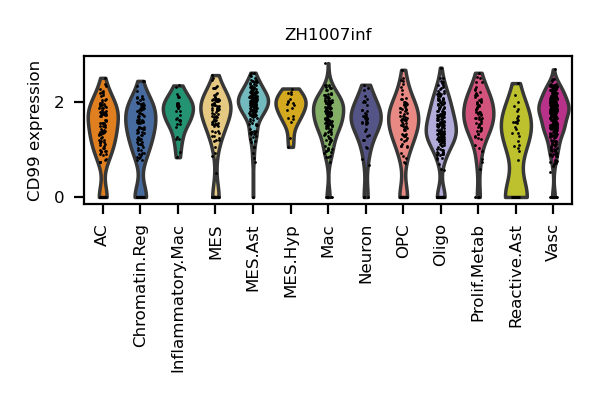 ZH1007inf
CD99 expression
2
0
AC
Chromatin.Reg
Inflammatory.Mac
MES
MES.Ast
MES.Hyp
Mac
Neuron
OPC
Oligo
Prolif.Metab
Reactive.Ast
Vasc